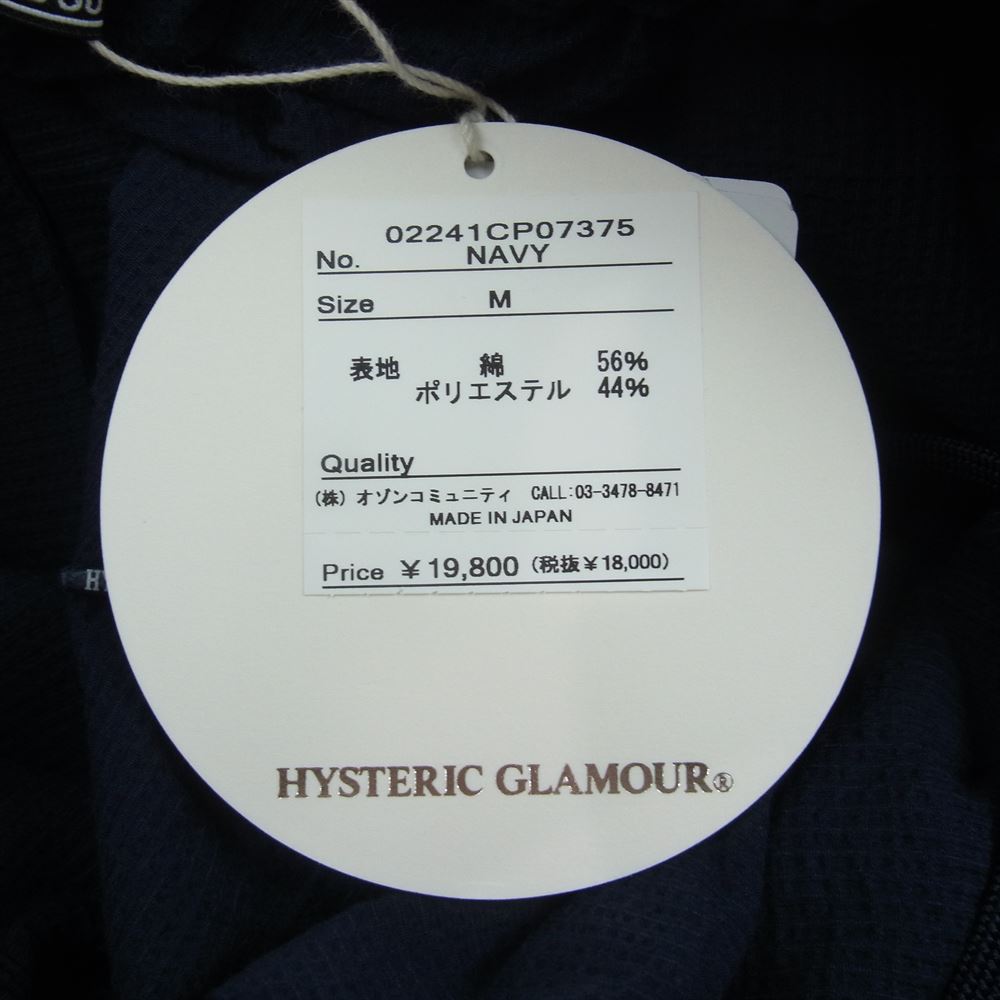 02241CP07375
No. NAVY
Size M
表地 綿 56%
ポリエステル 44%
Quality
(株) オゾンコミュニティ CALL:03-3478-8471
MADE IN JAPAN
Price ¥19,800 (税抜¥18,000)
HYSTERIC GLAMOUR®